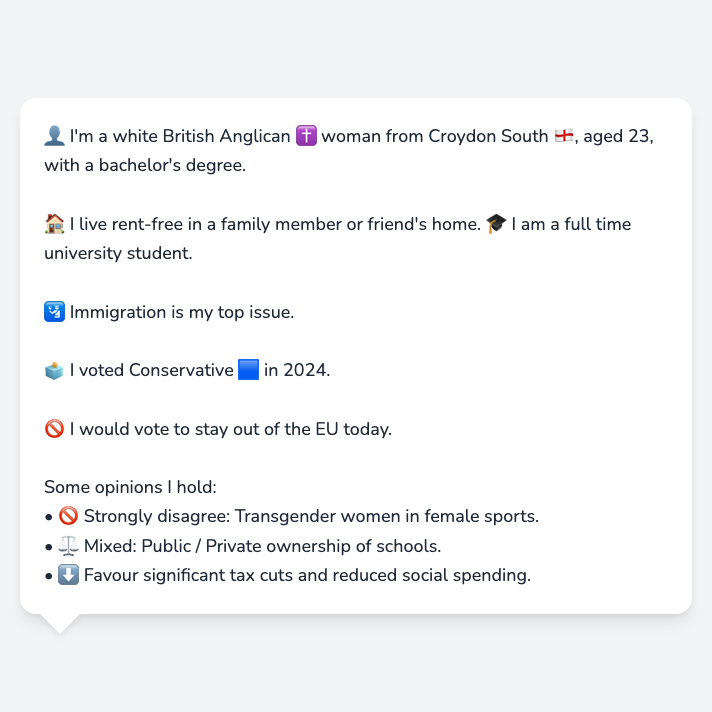 👤 I'm a white British Anglican ✝️ woman from Croydon South 🏴󠁧󠁢󠁥󠁮󠁧󠁿, aged 23,
with a bachelor's degree.
🏠 I live rent-free in a family member or friend's home. 🎓 I am a full time
university student.
🛂 Immigration is my top issue.
🗳️ I voted Conservative 🟦 in 2024.
🚫 I would vote to stay out of the EU today.
Some opinions I hold:
• 🚫 Strongly disagree: Transgender women in female sports.
• ⚖️ Mixed: Public / Private ownership of schools.
• ⬇️ Favour significant tax cuts and reduced social spending.